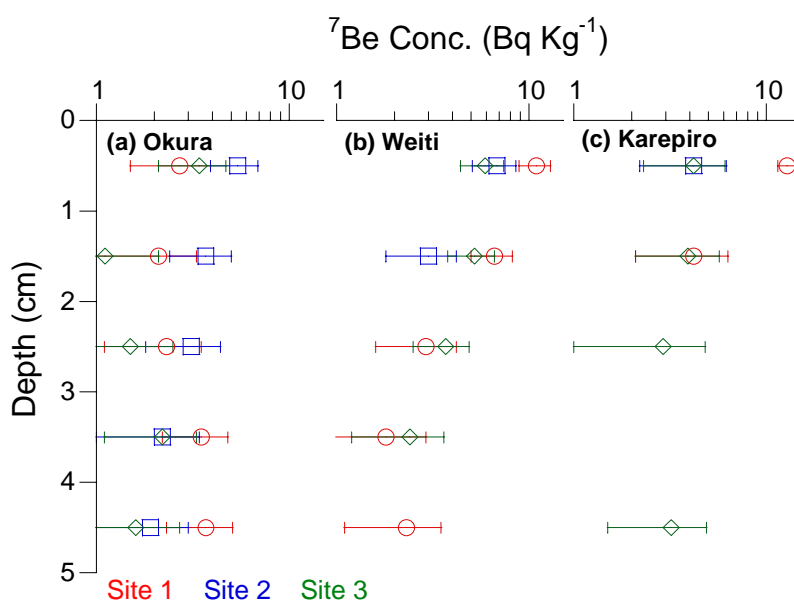 ⁷Be Conc. (Bq Kg⁻¹)
1 10 1 10 1 10
0
(a) Okura (b) Weiti (c) Karepiro
1
2
Depth (cm)
3
4
5
Site 1 Site 2 Site 3